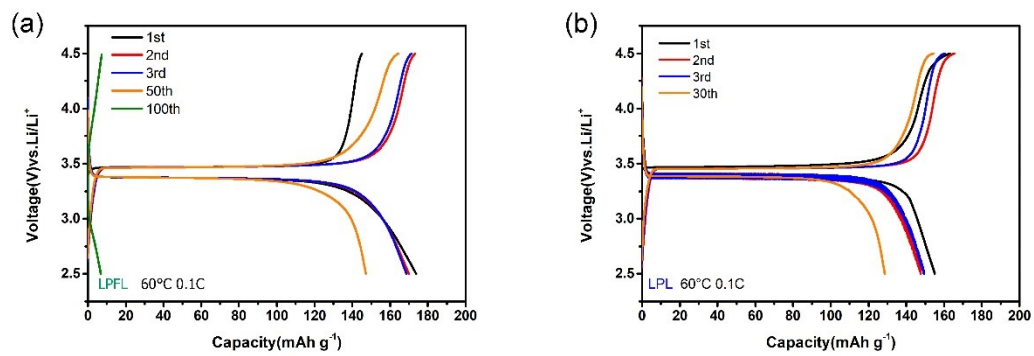 (a)
1st
2nd
3rd
50th
100th
4.5
4.0
3.5
3.0
2.5
Voltage(V)vs.Li/Li+
LPFL 60°C 0.1C
0 20 40 60 80 100 120 140 160 180 200
Capacity(mAh g-1)
(b)
1st
2nd
3rd
30th
4.5
4.0
3.5
3.0
2.5
Voltage(V)vs.Li/Li+
LPL 60°C 0.1C
0 20 40 60 80 100 120 140 160 180 200
Capacity(mAh g-1)